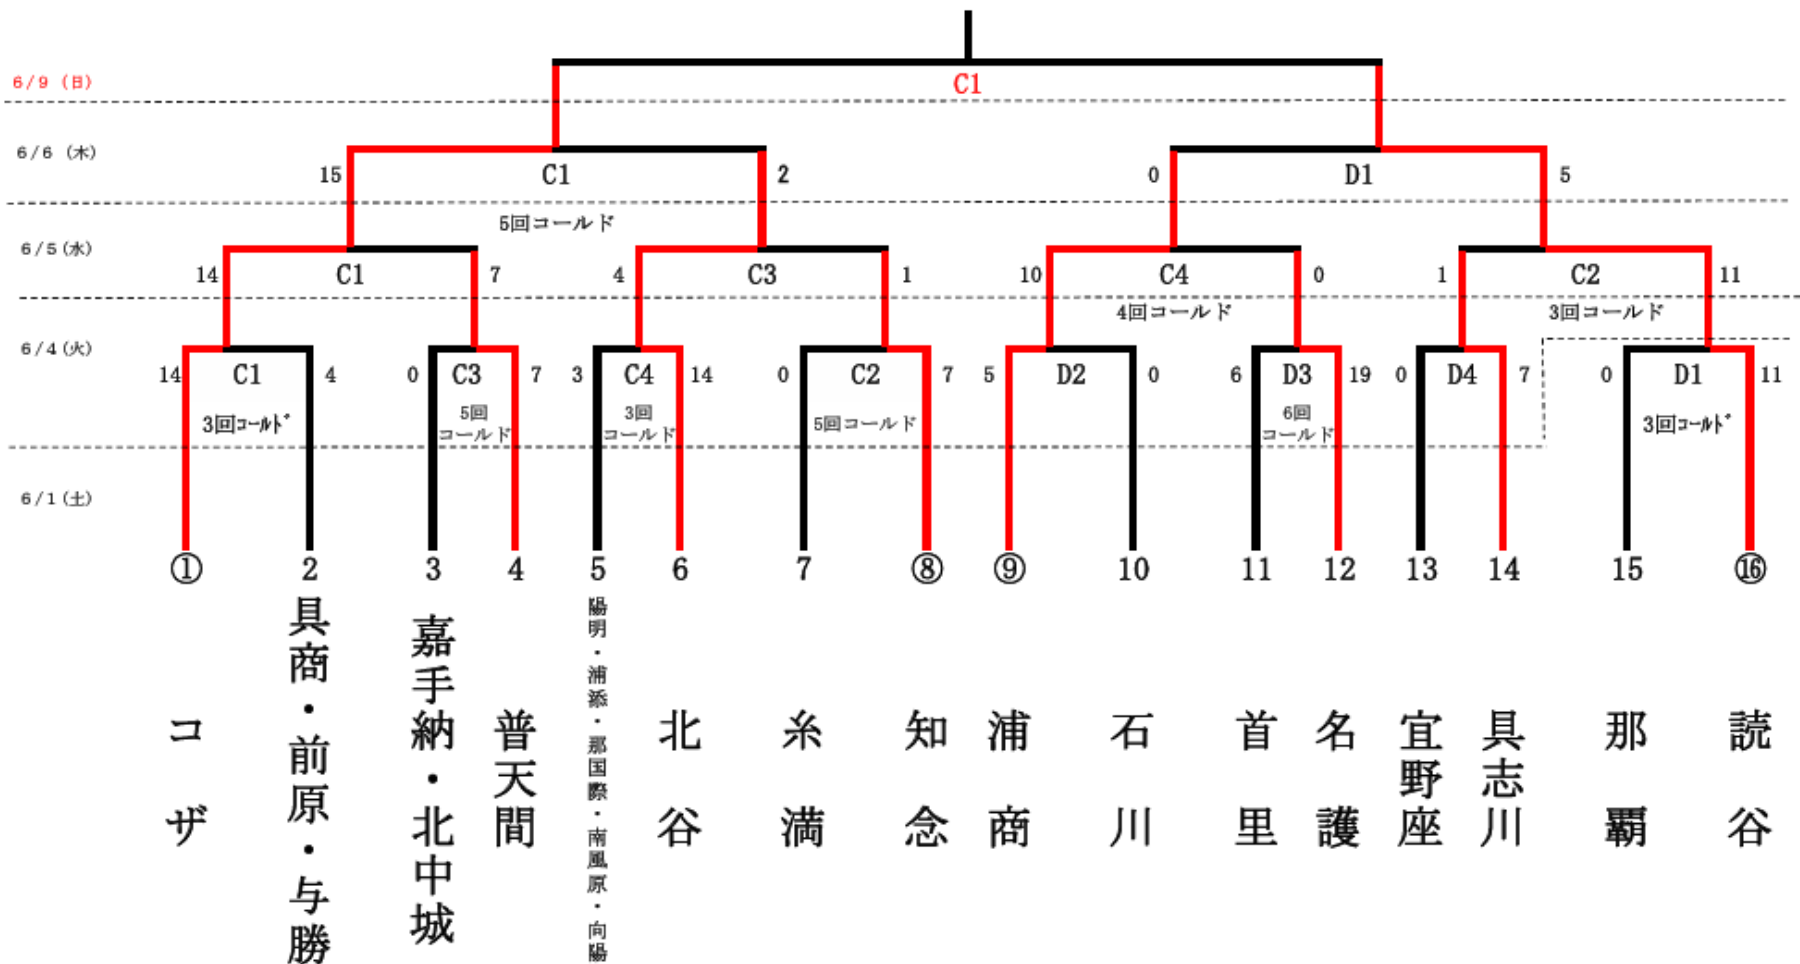 C1
6/9 (日)
6/6 (木)
15 C1 2 0 D1 5
5回コールド
6/5(水)
14 C1 7 4 C3 1 10 C4 0 1 C2 11
4回コールド 3回コールド
6/4(火)
14 C1 4 0 C3 7 3 C4 14 0 C2 7 5 D2 0 6 D3 19 0 D4 7 0 D1 11
3回コールド 5回コールド 3回コールド 5回コールド 6回コールド 3回コールド
6/1(土)
① 2 3 4 5 6 7 ⑧ ⑨ 10 11 12 13 14 15 ⑯
コザ
具商・前原・与勝
嘉手納・北中城
普天間
陽明・浦添・那国際・南風原・向陽
北谷
糸満
知念
浦商
石川
首里
名護
宜野座
具志川
那覇
読谷